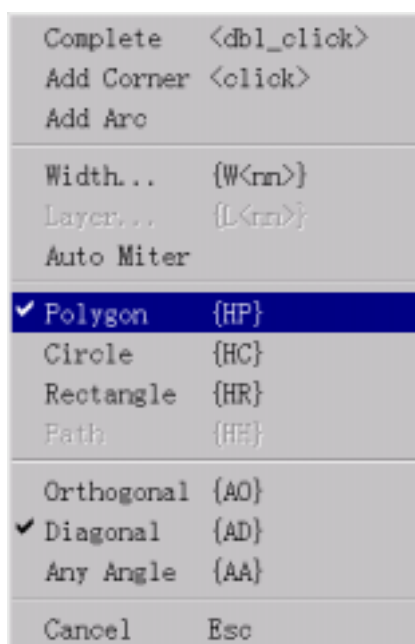 Complete <dbl_click>
Add Corner <click>
Add Arc
Width... {W<nn>}
Layer... {L<nn>}
Auto Miter
Polygon {HP}
Circle {HC}
Rectangle {HR}
Path {HH}
Orthogonal {AO}
Diagonal {AD}
Any Angle {AA}
Cancel Esc